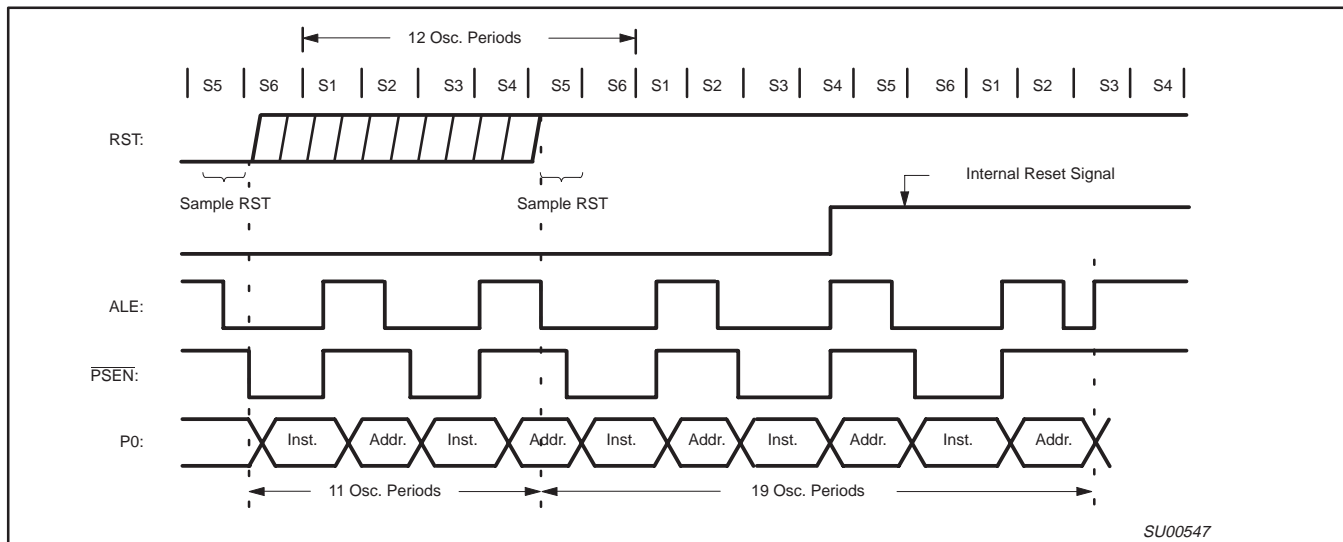 12 Osc. Periods
S5 S6 S1 S2 S3 S4 S5 S6 S1 S2 S3 S4 S5 S6 S1 S2 S3 S4
RST:
Internal Reset Signal
Sample RST Sample RST
ALE:
PSEN:
P0: Inst. Addr. Inst. Addr. Inst. Addr. Inst. Addr. Inst. Addr.
11 Osc. Periods 19 Osc. Periods
SU00547